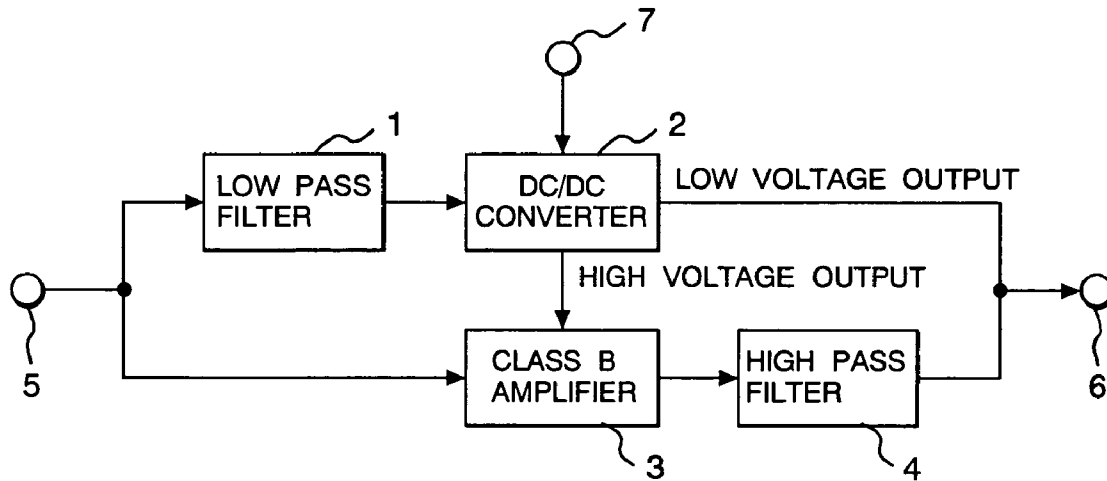 7
1
2
LOW PASS
FILTER
DC/DC
CONVERTER
LOW VOLTAGE OUTPUT
HIGH VOLTAGE OUTPUT
5
CLASS B
AMPLIFIER
HIGH PASS
FILTER
6
3
4